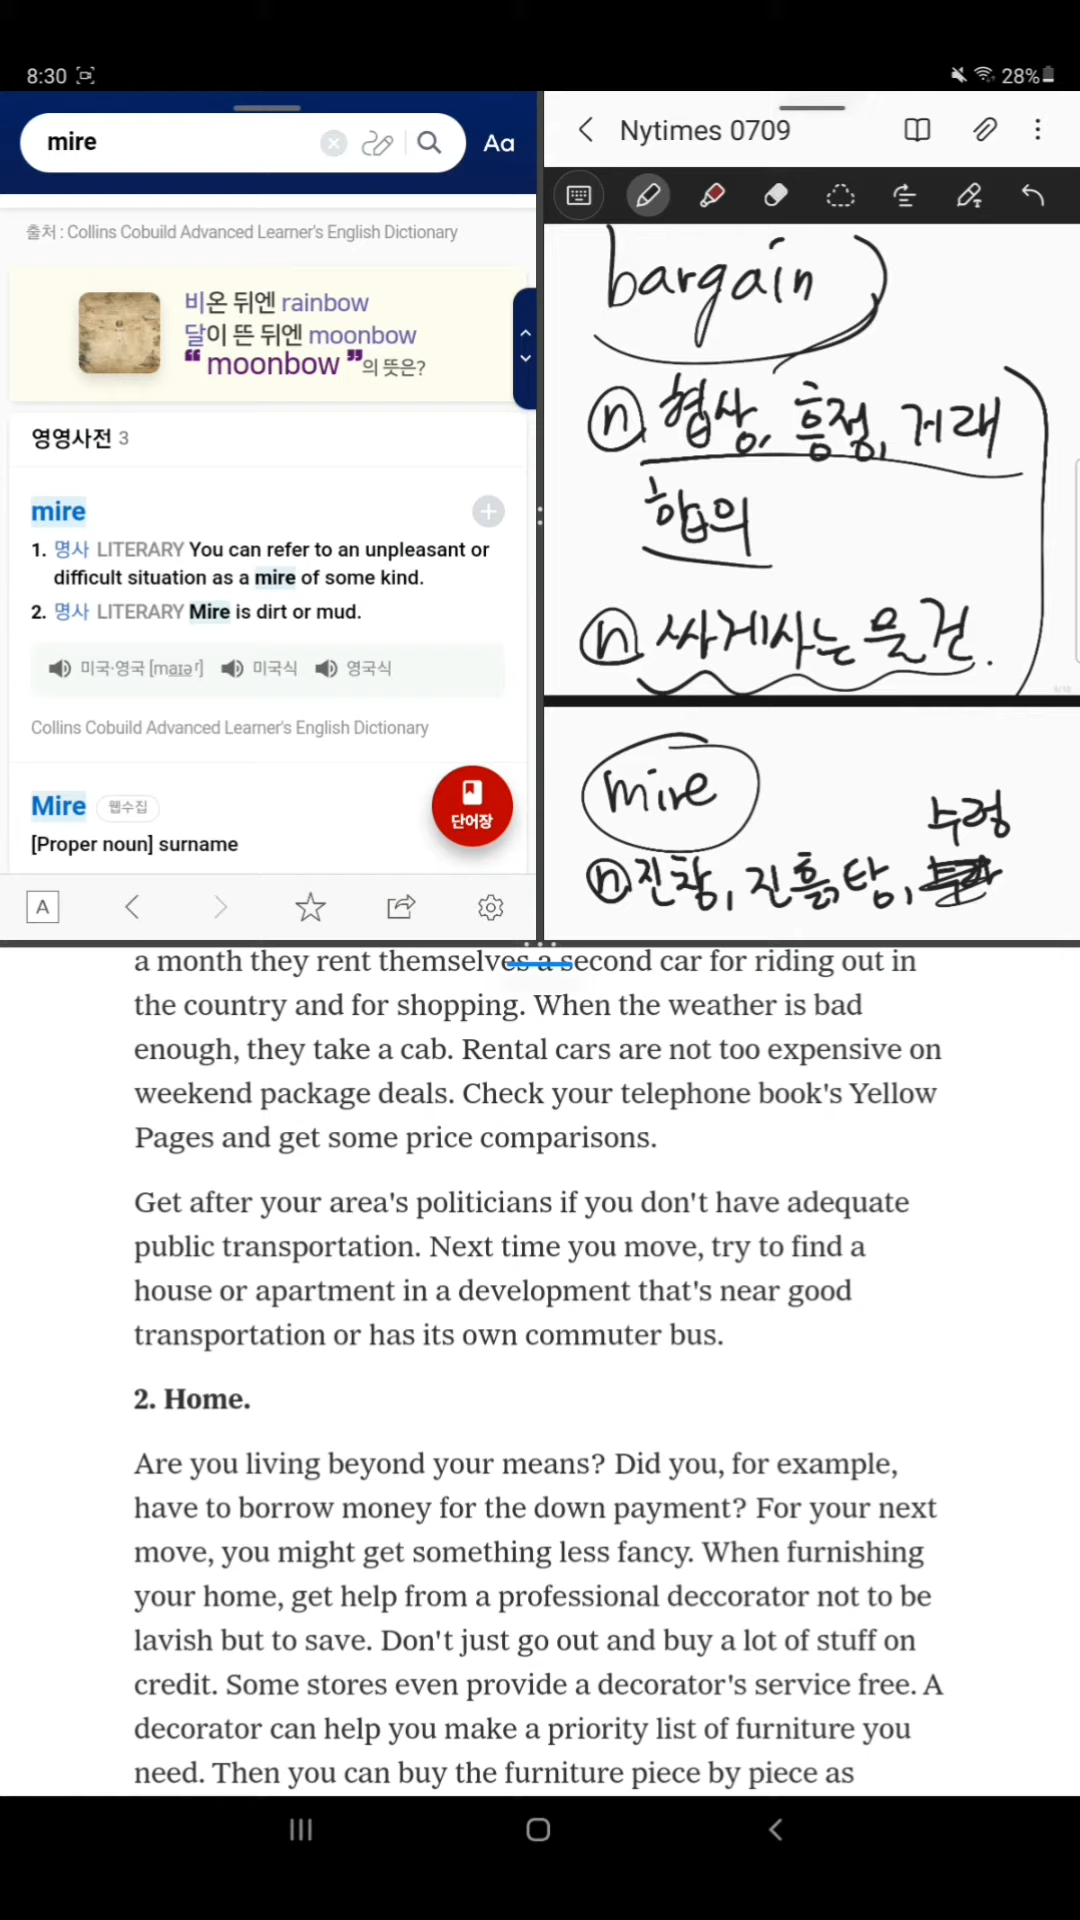 8:30
28%
mire
Aa
출처 : Collins Cobuild Advanced Learner's English Dictionary
비온 뒤엔 rainbow
달이 뜬 뒤엔 moonbow
“ moonbow ”의 뜻은?
영영사전 3
mire
1. 명사 LITERARY You can refer to an unpleasant or
difficult situation as a mire of some kind.
2. 명사 LITERARY Mire is dirt or mud.
미국·영국 [maɪəʳ] 미국식 영국식
Collins Cobuild Advanced Learner's English Dictionary
단어장
Mire 웹수집
[Proper noun] surname
A
Nytimes 0709
bargain
n 협상, 흥정, 거래
합의
n 싸게사는 물건.
mire
수렁
n 진창, 진흙탕,
a month they rent themselves a second car for riding out in
the country and for shopping. When the weather is bad
enough, they take a cab. Rental cars are not too expensive on
weekend package deals. Check your telephone book's Yellow
Pages and get some price comparisons.
Get after your area's politicians if you don't have adequate
public transportation. Next time you move, try to find a
house or apartment in a development that's near good
transportation or has its own commuter bus.
2. Home.
Are you living beyond your means? Did you, for example,
have to borrow money for the down payment? For your next
move, you might get something less fancy. When furnishing
your home, get help from a professional deccorator not to be
lavish but to save. Don't just go out and buy a lot of stuff on
credit. Some stores even provide a decorator's service free. A
decorator can help you make a priority list of furniture you
need. Then you can buy the furniture piece by piece as